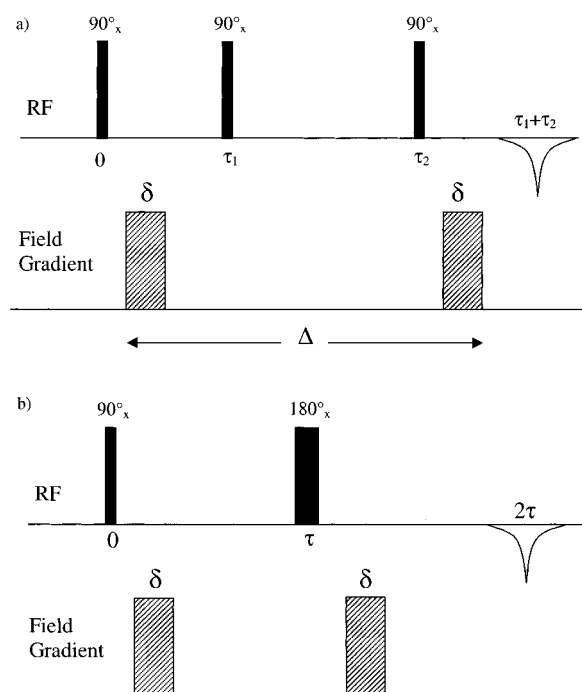 a)
90°ₓ 90°ₓ 90°ₓ
RF
τ₁+τ₂
0 τ₁ τ₂
δ δ
Field
Gradient
Δ
b)
90°ₓ 180°ₓ
RF
2τ
0 τ
δ δ
Field
Gradient